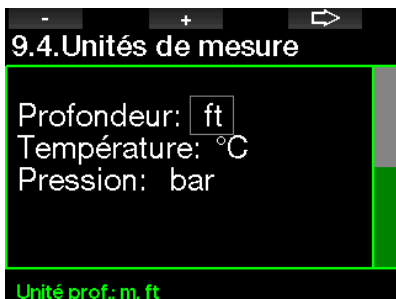 - +
9.4.Unités de mesure
Profondeur: ft
Température: °C
Pression: bar
Unité prof.: m, ft